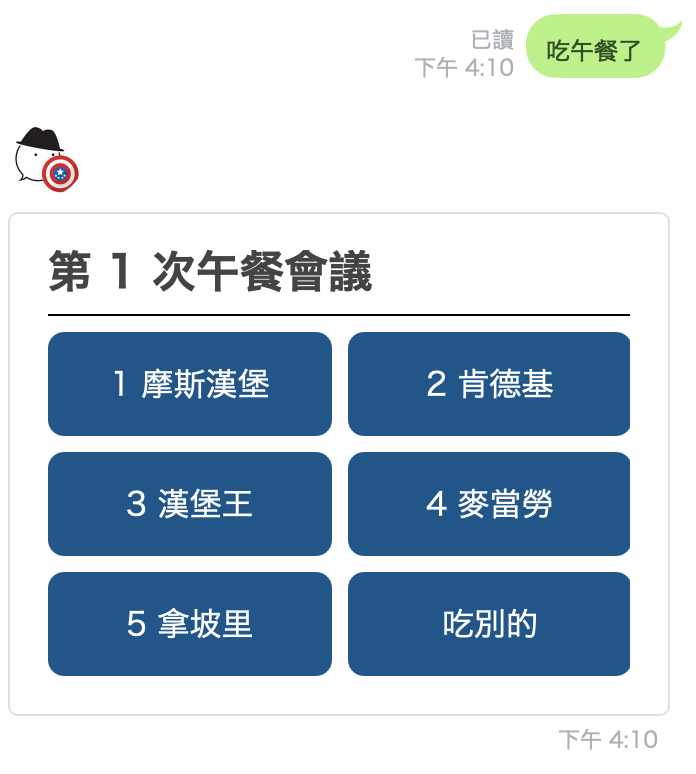 已讀
下午 4:10
吃午餐了
第 1 次午餐會議
1 摩斯漢堡
2 肯德基
3 漢堡王
4 麥當勞
5 拿坡里
吃別的
下午 4:10